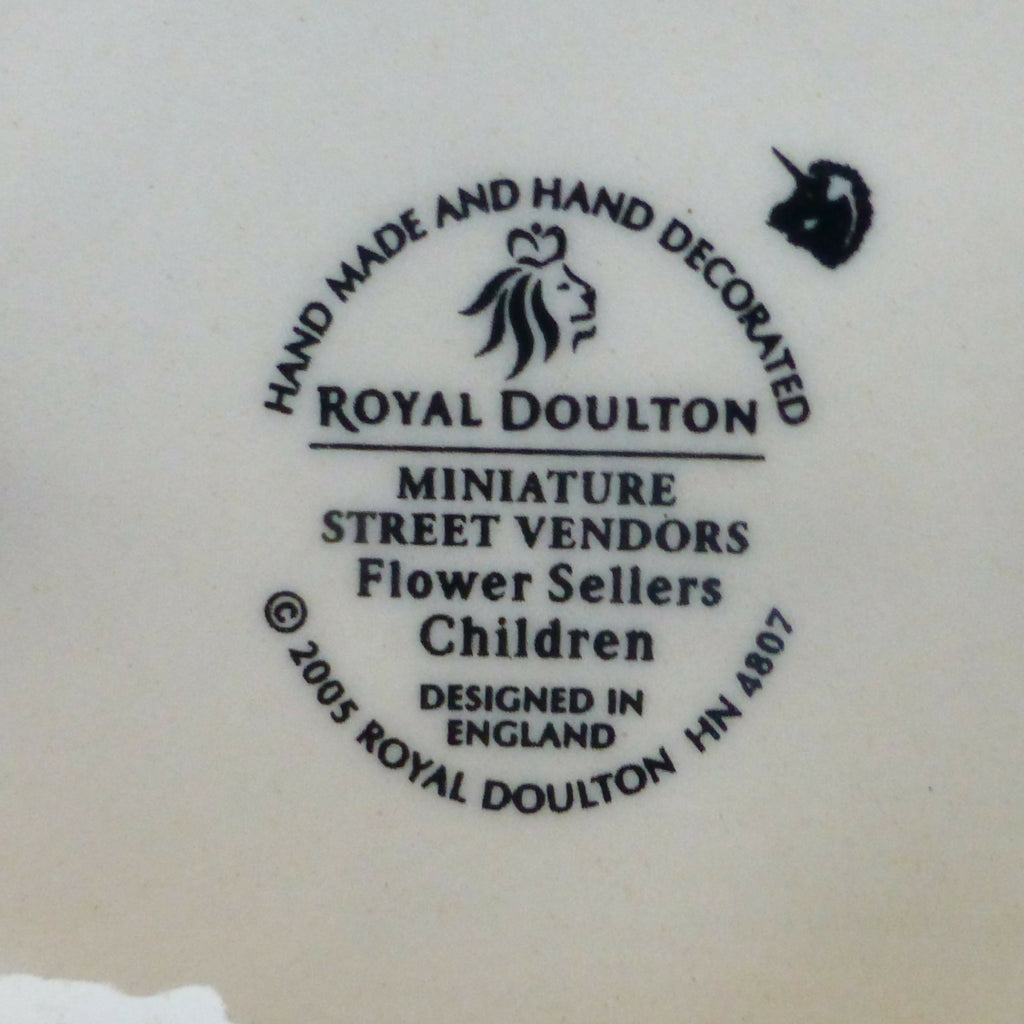 HAND MADE AND HAND DECORATED
ROYAL DOULTON
MINIATURE
STREET VENDORS
Flower Sellers
Children
DESIGNED IN
ENGLAND
© 2005 ROYAL DOULTON HN 4807